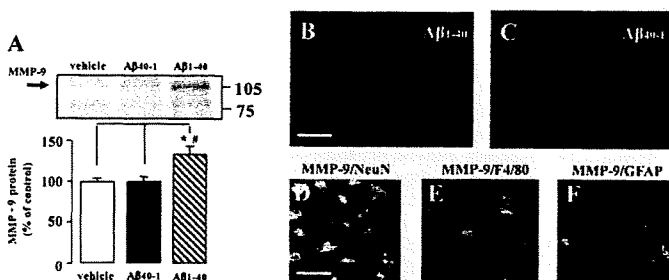 A
vehicle Aβ40-1 Aβ1-40
MMP-9
105
75
MMP-9 protein
(% of control)
150
100
50
0
* #
vehicle Aβ40-1 Aβ1-40
B
Aβ1-40
C
Aβ40-1
MMP-9/NeuN
MMP-9/F4/80
MMP-9/GFAP
D
E
F